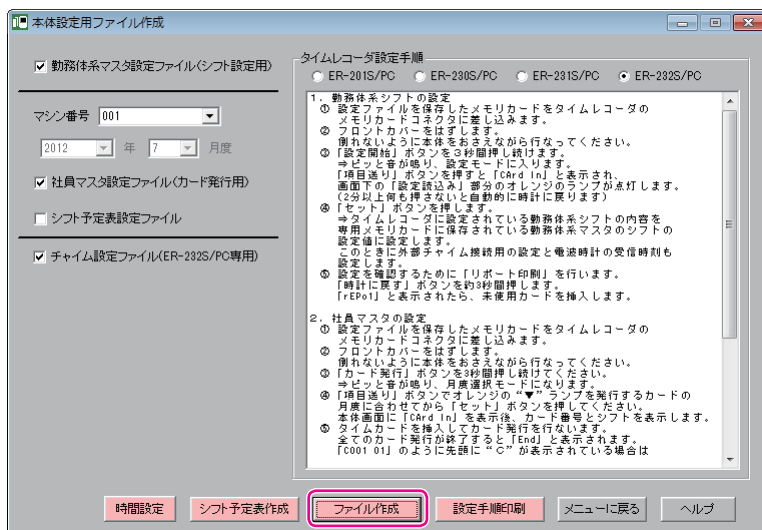 本体設定用ファイル作成
勤務体系マスタ設定ファイル(シフト設定用)
マシン番号 001
2012 年 7 月度
社員マスタ設定ファイル(カード発行用)
シフト予定表設定ファイル
チャイム設定ファイル(ER-232S/PC専用)
タイムレコーダ設定手順
ER-201S/PC ER-230S/PC ER-231S/PC ER-232S/PC
1. 勤務体系シフトの設定
① 設定ファイルを保存したメモリカードをタイムレコーダの
メモリカードコネクタに差し込みます。
② フロントカバーをはずします。
倒れないように本体をおさえながら行なってください。
③ 「設定開始」ボタンを3秒間押し続けます。
⇒ピッと音が鳴り、設定モードに入ります。
「項目送り」ボタンを押すと「CArd In」と表示され、
画面下の「設定読込み」部分のオレンジのランプが点灯します。
(2分以上何も押さないと自動的に時計に戻ります)
④ 「セット」ボタンを押します。
⇒タイムレコーダに設定されている勤務体系シフトの内容を
専用メモリカードに保存されている勤務体系マスタのシフトの
設定値に設定します。
このときに外部チャイム接続用の設定と電波時計の受信時刻も
設定します。
⑤ 設定を確認するために「リポート印刷」を行います。
「時計に戻す」ボタンを約3秒間押します。
「rEPo1」と表示されたら、未使用カードを挿入します。
2. 社員マスタの設定
① 設定ファイルを保存したメモリカードをタイムレコーダの
メモリカードコネクタに差し込みます。
② フロントカバーをはずします。
倒れないように本体をおさえながら行なってください。
③ 「カード発行」ボタンを3秒間押し続けてください。
⇒ピッと音が鳴り、月度選択モードになります。
④ 「項目送り」ボタンでオレンジの“▼”ランプを発行するカードの
月度に合わせてから「セット」ボタンを押してください。
本体画面に「CArd In」を表示後、カード番号とシフトを表示します。
⑤ タイムカードを挿入してカード発行を行ないます。
全てのカード発行が終了すると「End」と表示されます。
「C001 01」のように先頭に“C”が表示されている場合は
時間設定 シフト予定表作成 ファイル作成 設定手順印刷 メニューに戻る ヘルプ